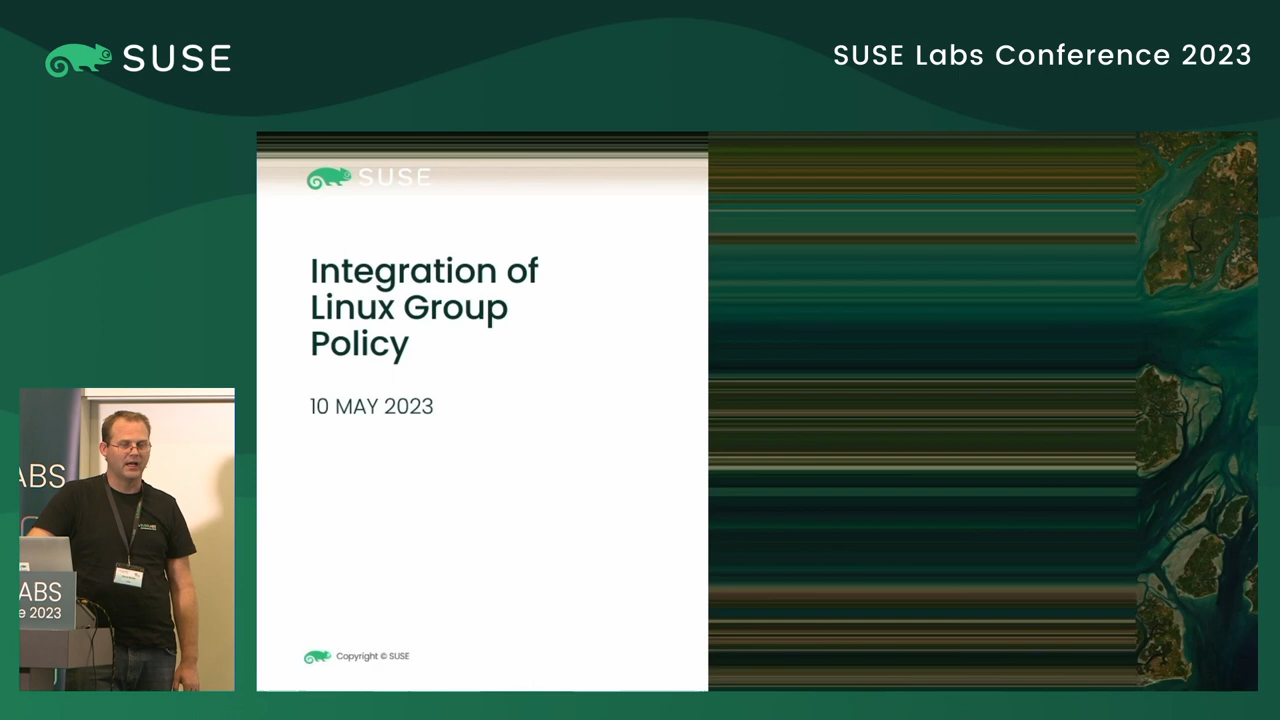 SUSE
SUSE Labs Conference 2023
SUSE
Integration of
Linux Group
Policy
10 MAY 2023
ABS
ABS
e 2023
Copyright © SUSE